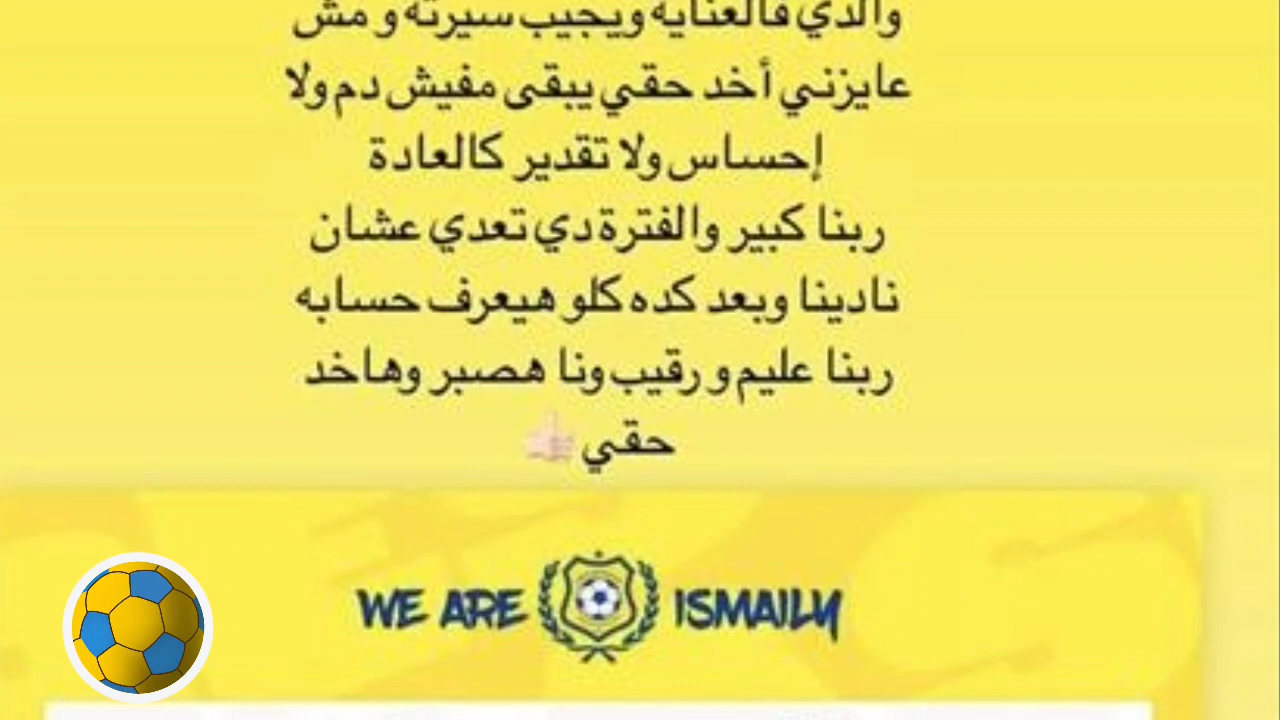 والدي فالعنايه ويجيب سيرته و مش
عايزني أخد حقي يبقى مفيش دم ولا
إحساس ولا تقدير كالعادة
ربنا كبير والفترة دي تعدي عشان
نادينا وبعد كده كلو هيعرف حسابه
ربنا عليم و رقيب ونا هصبر وهاخد
حقي
WE ARE ISMAILY